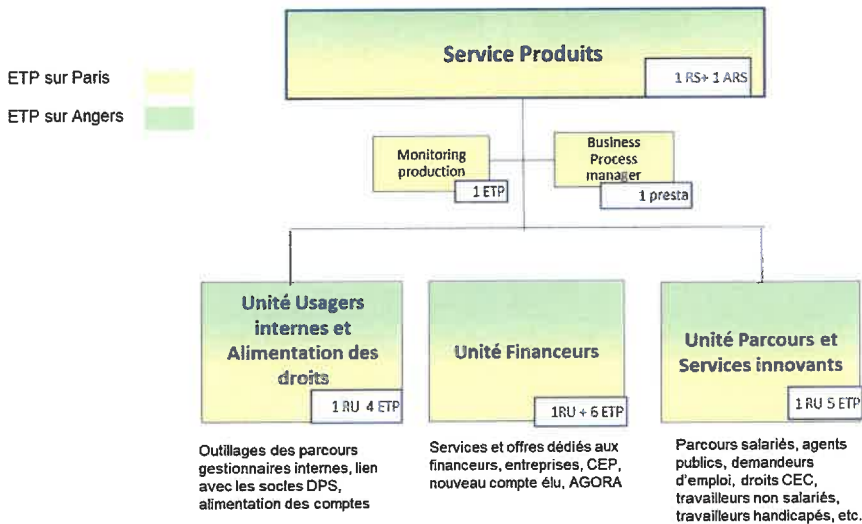 Service Produits
1 RS+ 1 ARS
ETP sur Paris
ETP sur Angers
Monitoring
production
1 ETP
Business
Process
manager
1 presta
Unité Usagers
internes et
Alimentation des
droits
1 RU 4 ETP
Unité Financeurs
1RU + 6 ETP
Unité Parcours et
Services innovants
1 RU 5 ETP
Outillages des parcours
gestionnaires internes, lien
avec les socles DPS,
alimentation des comptes
Services et offres dédiés aux
financeurs, entreprises, CEP,
nouveau compte élu, AGORA
Parcours salariés, agents
publics, demandeurs
d'emploi, droits CEC,
travailleurs non salariés,
travailleurs handicapés, etc.